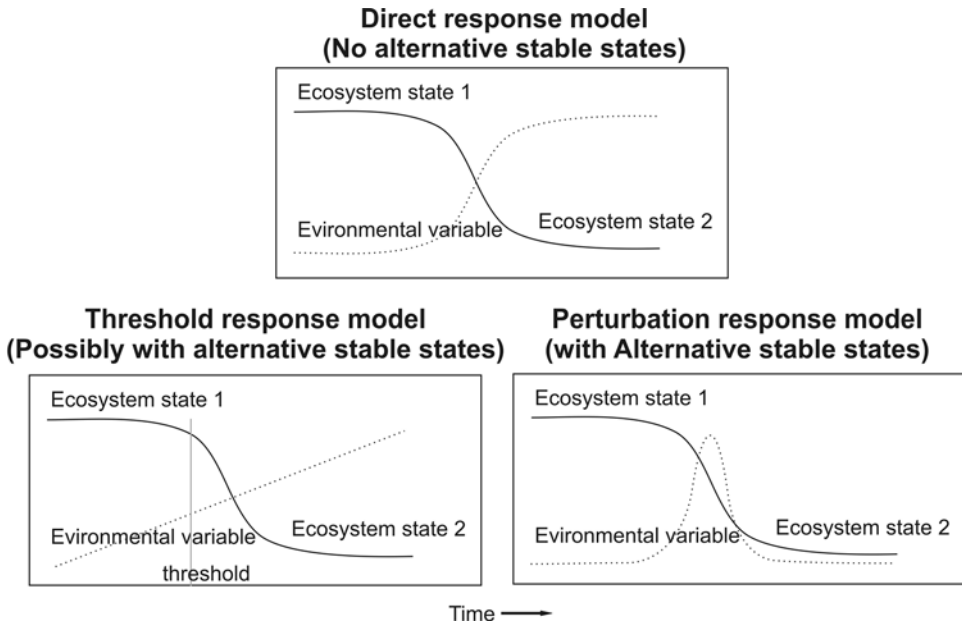 Direct response model
(No alternative stable states)
Ecosystem state 1
Evironmental variable
Ecosystem state 2
Threshold response model
(Possibly with alternative stable states)
Ecosystem state 1
Evironmental variable
Ecosystem state 2
threshold
Perturbation response model
(with Alternative stable states)
Ecosystem state 1
Evironmental variable
Ecosystem state 2
Time